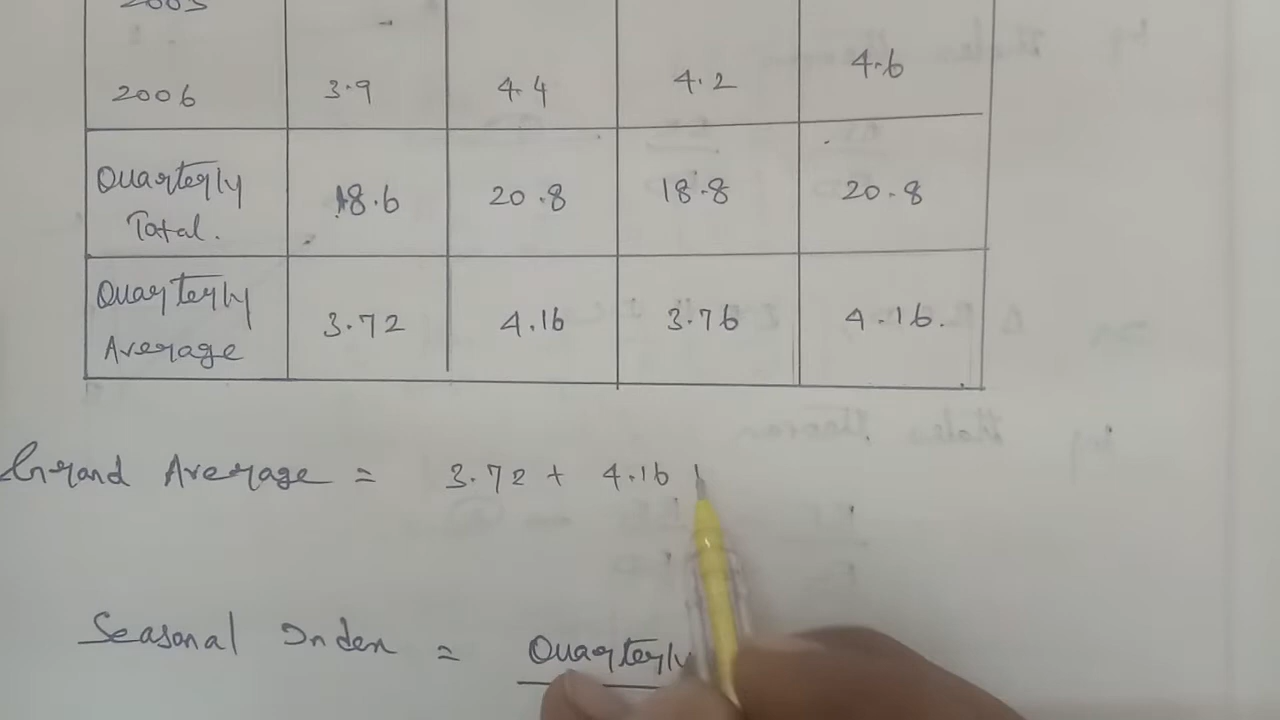 2005
2006 3.9 4.4 4.2 4.6
Quarterly Total. 18.6 20.8 18.8 20.8
Quarterly Average 3.72 4.16 3.76 4.16.
Grand Average = 3.72 + 4.16
Seasonal Index = Quarterly